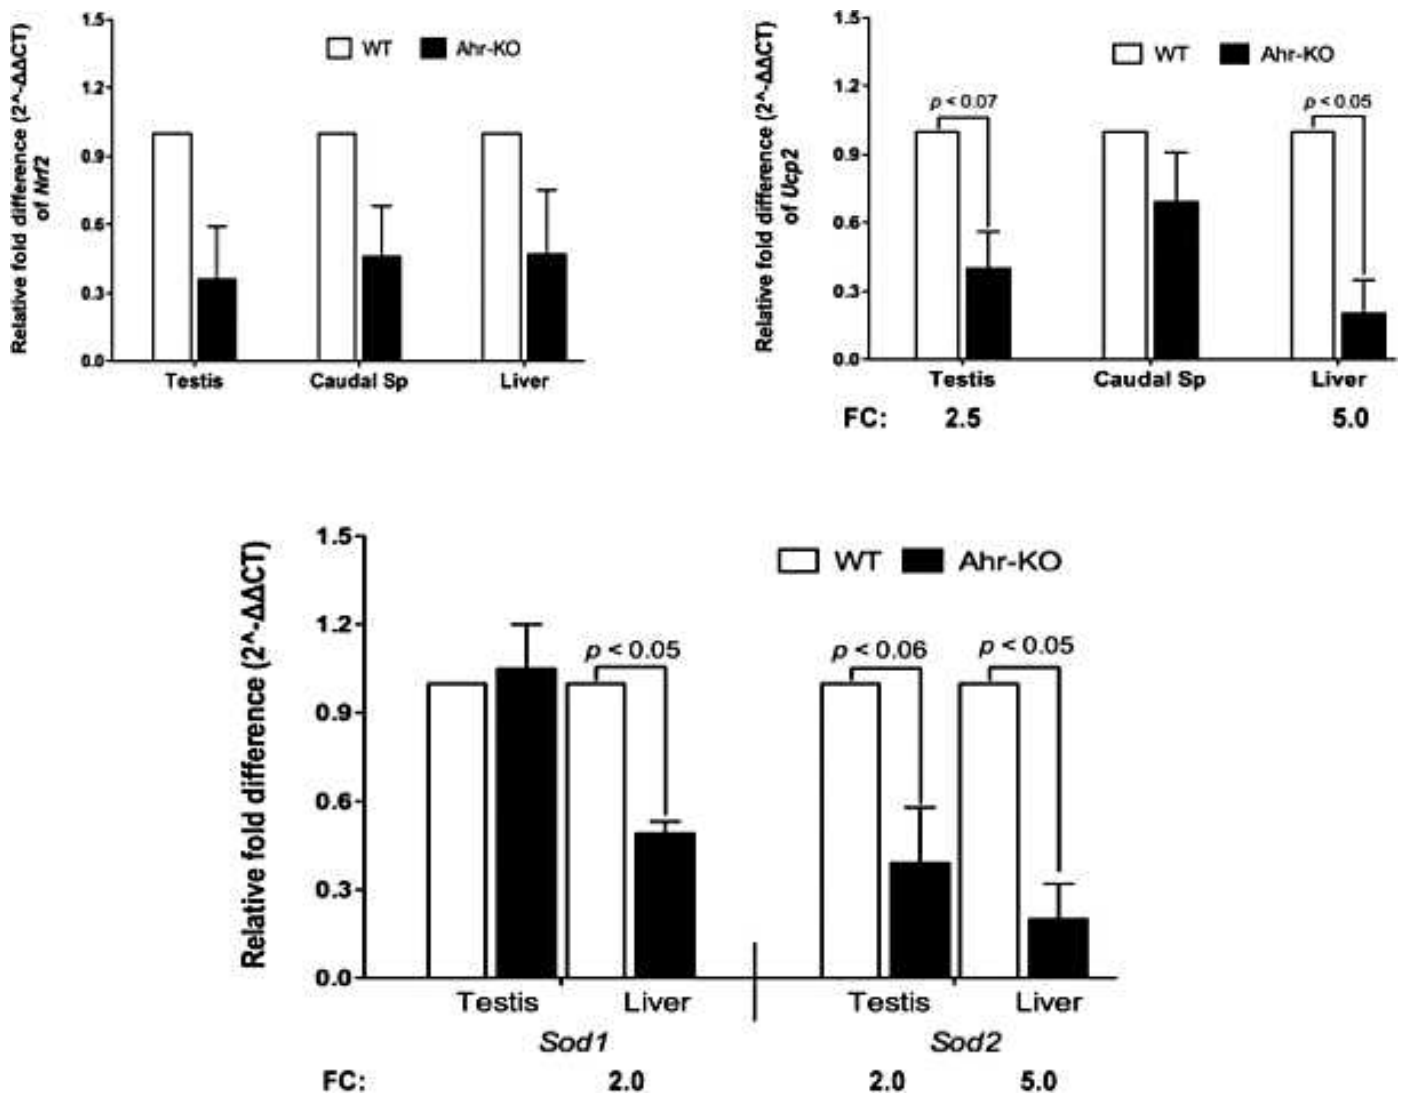 Relative fold difference (2^-ΔΔCT)
of Nrf2
1.5
1.2
0.9
0.6
0.3
0.0
WT Ahr-KO
Testis Caudal Sp Liver
Relative fold difference (2^-ΔΔCT)
of Ucp2
1.5
1.2
0.9
0.6
0.3
0.0
WT Ahr-KO
p < 0.07 p < 0.05
Testis Caudal Sp Liver
FC: 2.5 5.0
Relative fold difference (2^-ΔΔCT)
1.5
1.2
0.9
0.6
0.3
0.0
WT Ahr-KO
p < 0.05 p < 0.06 p < 0.05
Testis Liver Testis Liver
Sod1 Sod2
FC: 2.0 2.0 5.0